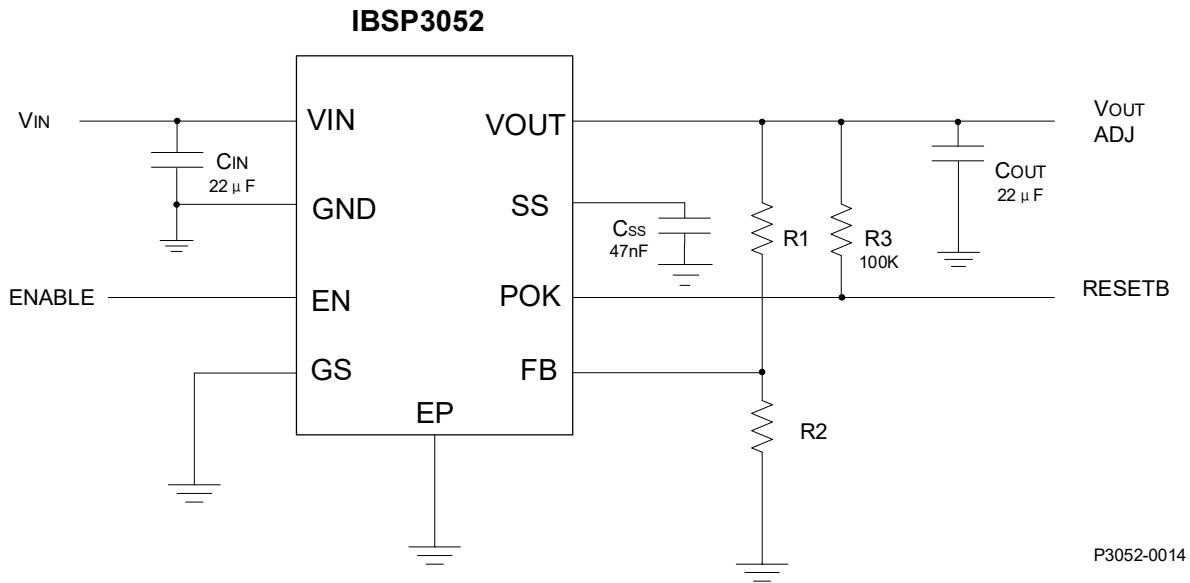 IBSP3052
VIN
VIN
VOUT
VOUT
ADJ
CIN
22 μ F
GND
SS
CSS
47nF
R1
R3
100K
COUT
22 μ F
ENABLE
EN
POK
RESETB
GS
FB
EP
R2
P3052-0014